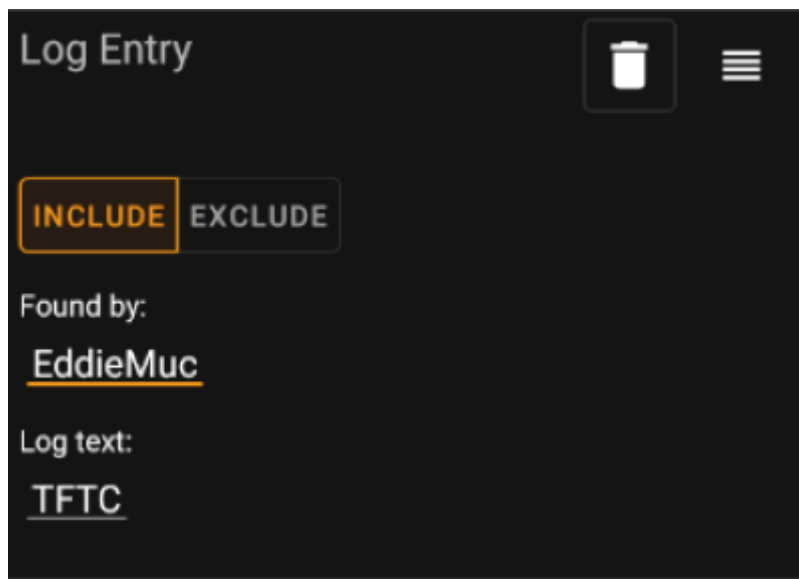 Log Entry
INCLUDE EXCLUDE
Found by:
EddieMuc
Log text:
TFTC